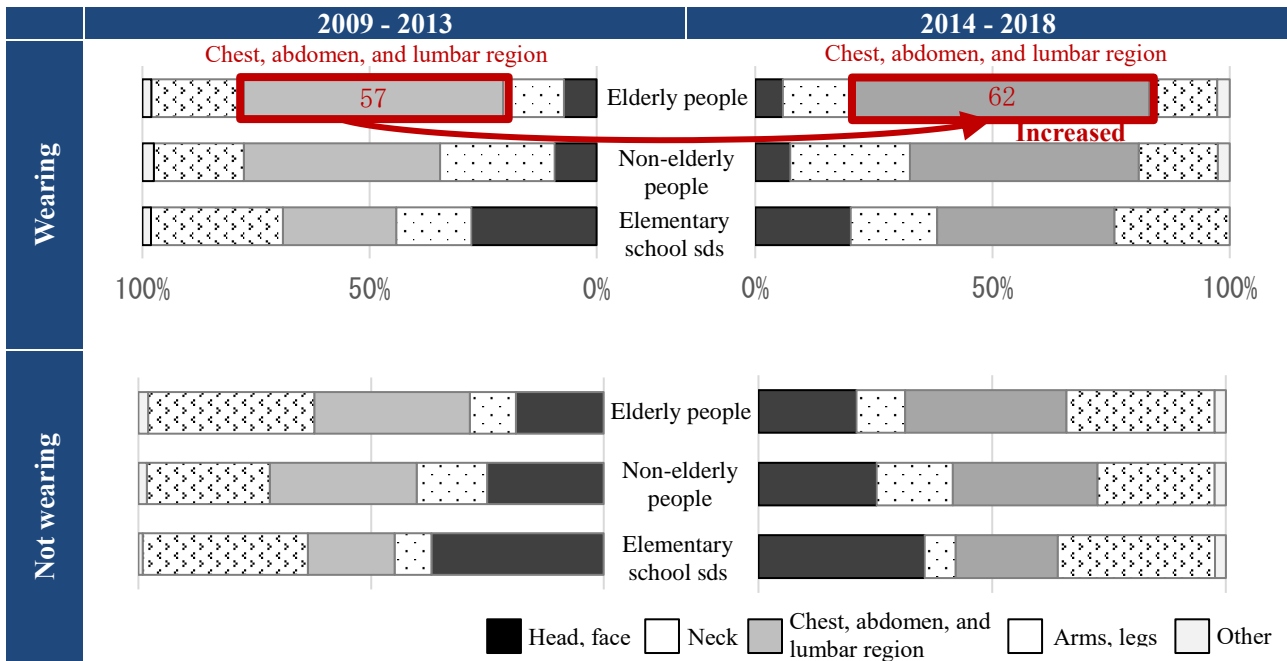 2009 - 2013
2014 - 2018
Wearing
Chest, abdomen, and lumbar region
Chest, abdomen, and lumbar region
57
Elderly people
62
Increased
Non-elderly
people
Elementary
school sds
100%
50%
0%
0%
50%
100%
Not wearing
Elderly people
Non-elderly
people
Elementary
school sds
Head, face
Neck
Chest, abdomen, and
lumbar region
Arms, legs
Other